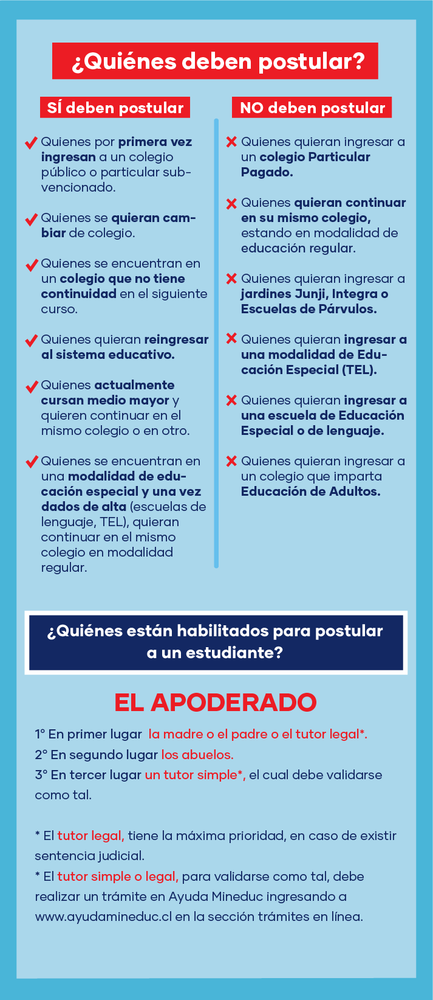 ¿Quiénes deben postular?
SÍ deben postular
Quienes por primera vez
ingresan a un colegio
público o particular sub-
vencionado.
Quienes se quieran cam-
biar de colegio.
Quienes se encuentran en
un colegio que no tiene
continuidad en el siguiente
curso.
Quienes quieran reingresar
al sistema educativo.
Quienes actualmente
cursan medio mayor y
quieren continuar en el
mismo colegio o en otro.
Quienes se encuentran en
una modalidad de edu-
cación especial y una vez
dados de alta (escuelas de
lenguaje, TEL), quieran
continuar en el mismo
colegio en modalidad
regular.
NO deben postular
Quienes quieran ingresar a
un colegio Particular
Pagado.
Quienes quieran continuar
en su mismo colegio,
estando en modalidad de
educación regular.
Quienes quieran ingresar a
jardines Junji, Integra o
Escuelas de Párvulos.
Quienes quieran ingresar a
una modalidad de Edu-
cación Especial (TEL).
Quienes quieran ingresar a
una escuela de Educación
Especial o de lenguaje.
Quienes quieran ingresar a
un colegio que imparta
Educación de Adultos.
¿Quiénes están habilitados para postular
a un estudiante?
EL APODERADO
1° En primer lugar la madre o el padre o el tutor legal*.
2° En segundo lugar los abuelos.
3° En tercer lugar un tutor simple*, el cual debe validarse
como tal.
* El tutor legal, tiene la máxima prioridad, en caso de existir
sentencia judicial.
* El tutor simple o legal, para validarse como tal, debe
realizar un trámite en Ayuda Mineduc ingresando a
www.ayudamineduc.cl en la sección trámites en línea.